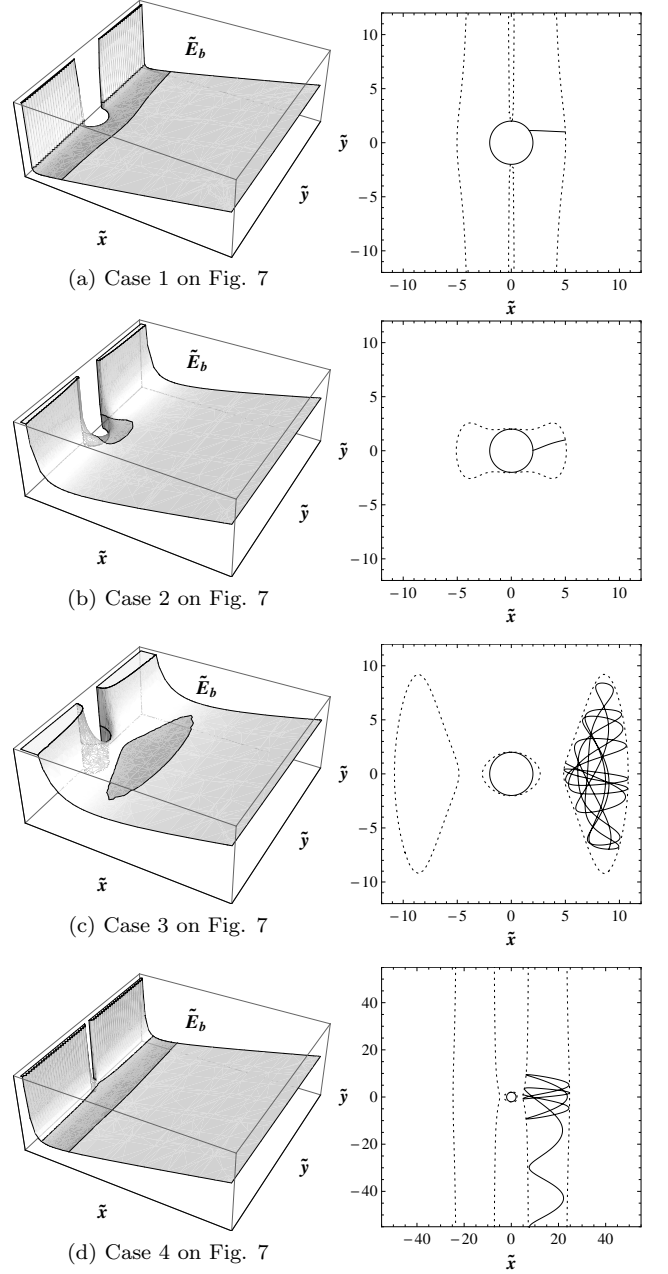 Ẽb
ỹ
x̃
10
5
ỹ 0
−5
−10
−10 −5 0 5 10
x̃
(a) Case 1 on Fig. 7
Ẽb
ỹ
x̃
10
5
ỹ 0
−5
−10
−10 −5 0 5 10
x̃
(b) Case 2 on Fig. 7
Ẽb
ỹ
x̃
10
5
ỹ 0
−5
−10
−10 −5 0 5 10
x̃
(c) Case 3 on Fig. 7
Ẽb
ỹ
x̃
40
20
ỹ 0
−20
−40
−40 −20 0 20 40
x̃
(d) Case 4 on Fig. 7